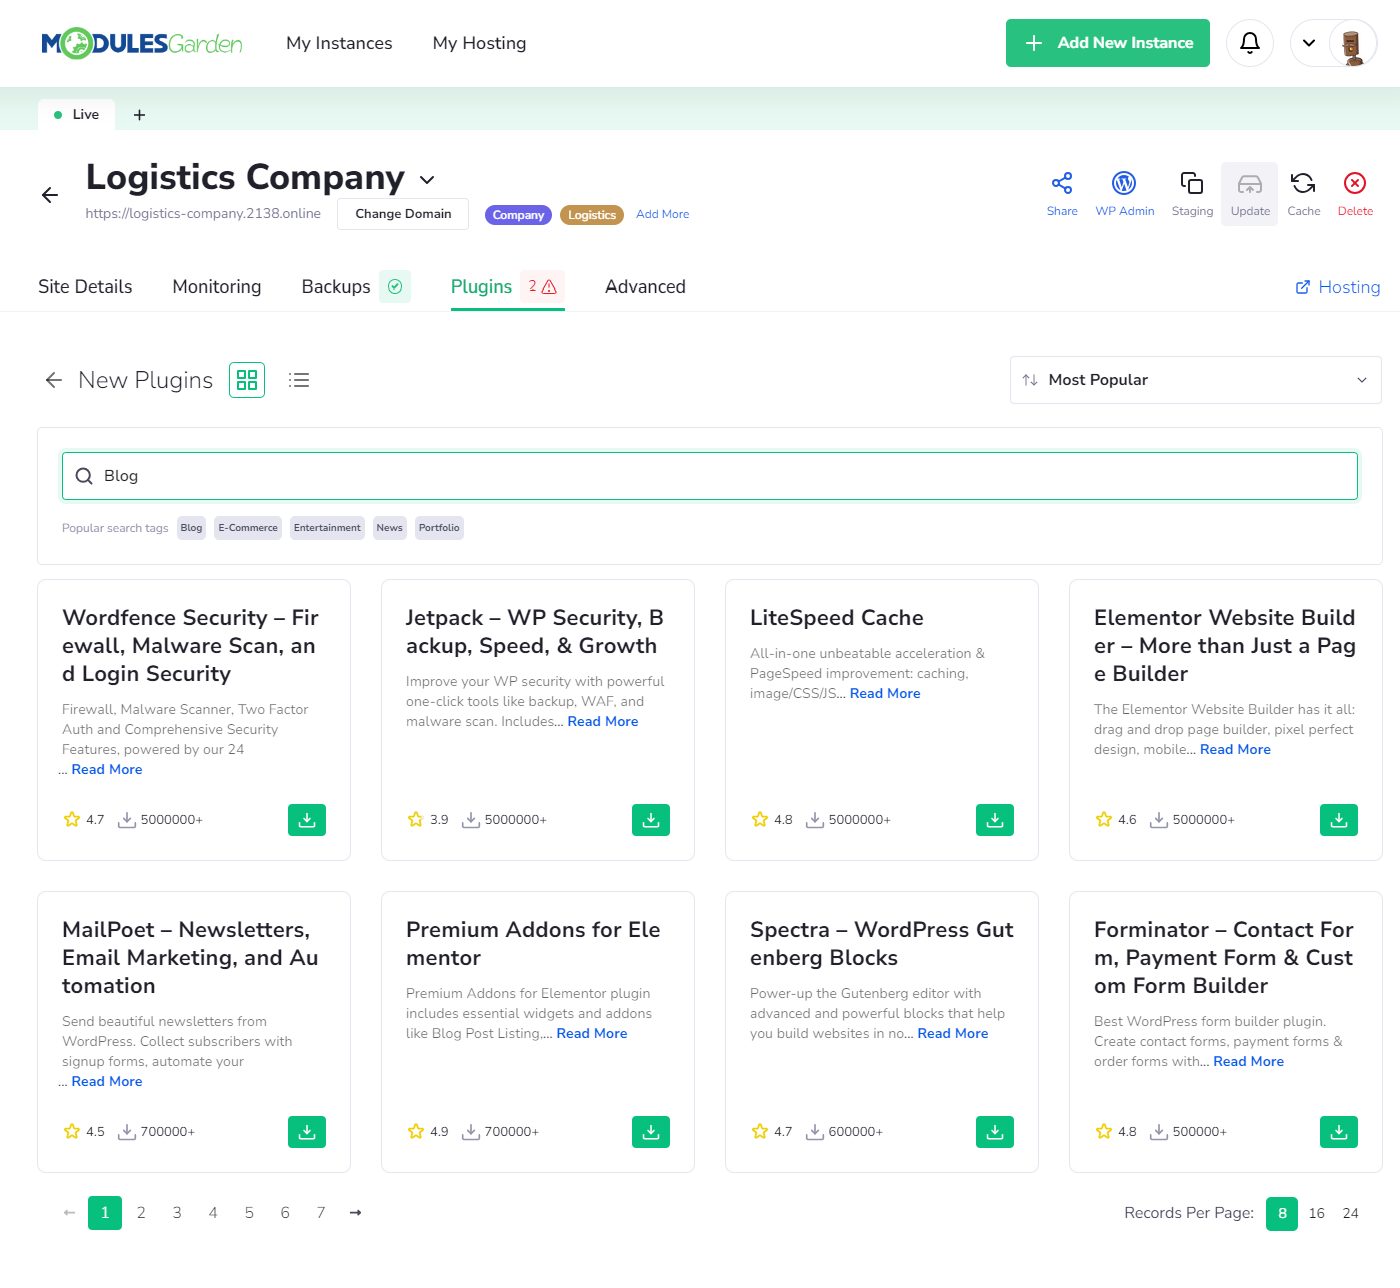 MODULESGarden
My Instances
My Hosting
Add New Instance
Live
+
Logistics Company
https://logistics-company.2138.online
Change Domain
Company
Logistics
Add More
Share
WP Admin
Staging
Update
Cache
Delete
Site Details
Monitoring
Backups
Plugins
2
Advanced
Hosting
New Plugins
Most Popular
Blog
Popular search tags
Blog
E-Commerce
Entertainment
News
Portfolio
Wordfence Security – Fir
ewall, Malware Scan, an
d Login Security
Firewall, Malware Scanner, Two Factor
Auth and Comprehensive Security
Features, powered by our 24
... Read More
4.7
5000000+
Jetpack – WP Security, B
ackup, Speed, & Growth
Improve your WP security with powerful
one-click tools like backup, WAF, and
malware scan. Includes... Read More
3.9
5000000+
LiteSpeed Cache
All-in-one unbeatable acceleration &
PageSpeed improvement: caching,
image/CSS/JS... Read More
4.8
5000000+
Elementor Website Build
er – More than Just a Pag
e Builder
The Elementor Website Builder has it all:
drag and drop page builder, pixel perfect
design, mobile... Read More
4.6
5000000+
MailPoet – Newsletters,
Email Marketing, and Au
tomation
Send beautiful newsletters from
WordPress. Collect subscribers with
signup forms, automate your
... Read More
4.5
700000+
Premium Addons for Ele
mentor
Premium Addons for Elementor plugin
includes essential widgets and addons
like Blog Post Listing,... Read More
4.9
700000+
Spectra – WordPress Gut
enberg Blocks
Power-up the Gutenberg editor with
advanced and powerful blocks that help
you build websites in no... Read More
4.7
600000+
Forminator – Contact For
m, Payment Form & Cust
om Form Builder
Best WordPress form builder plugin.
Create contact forms, payment forms &
order forms with... Read More
4.8
500000+
← 1 2 3 4 5 6 7 →
Records Per Page: 8 16 24